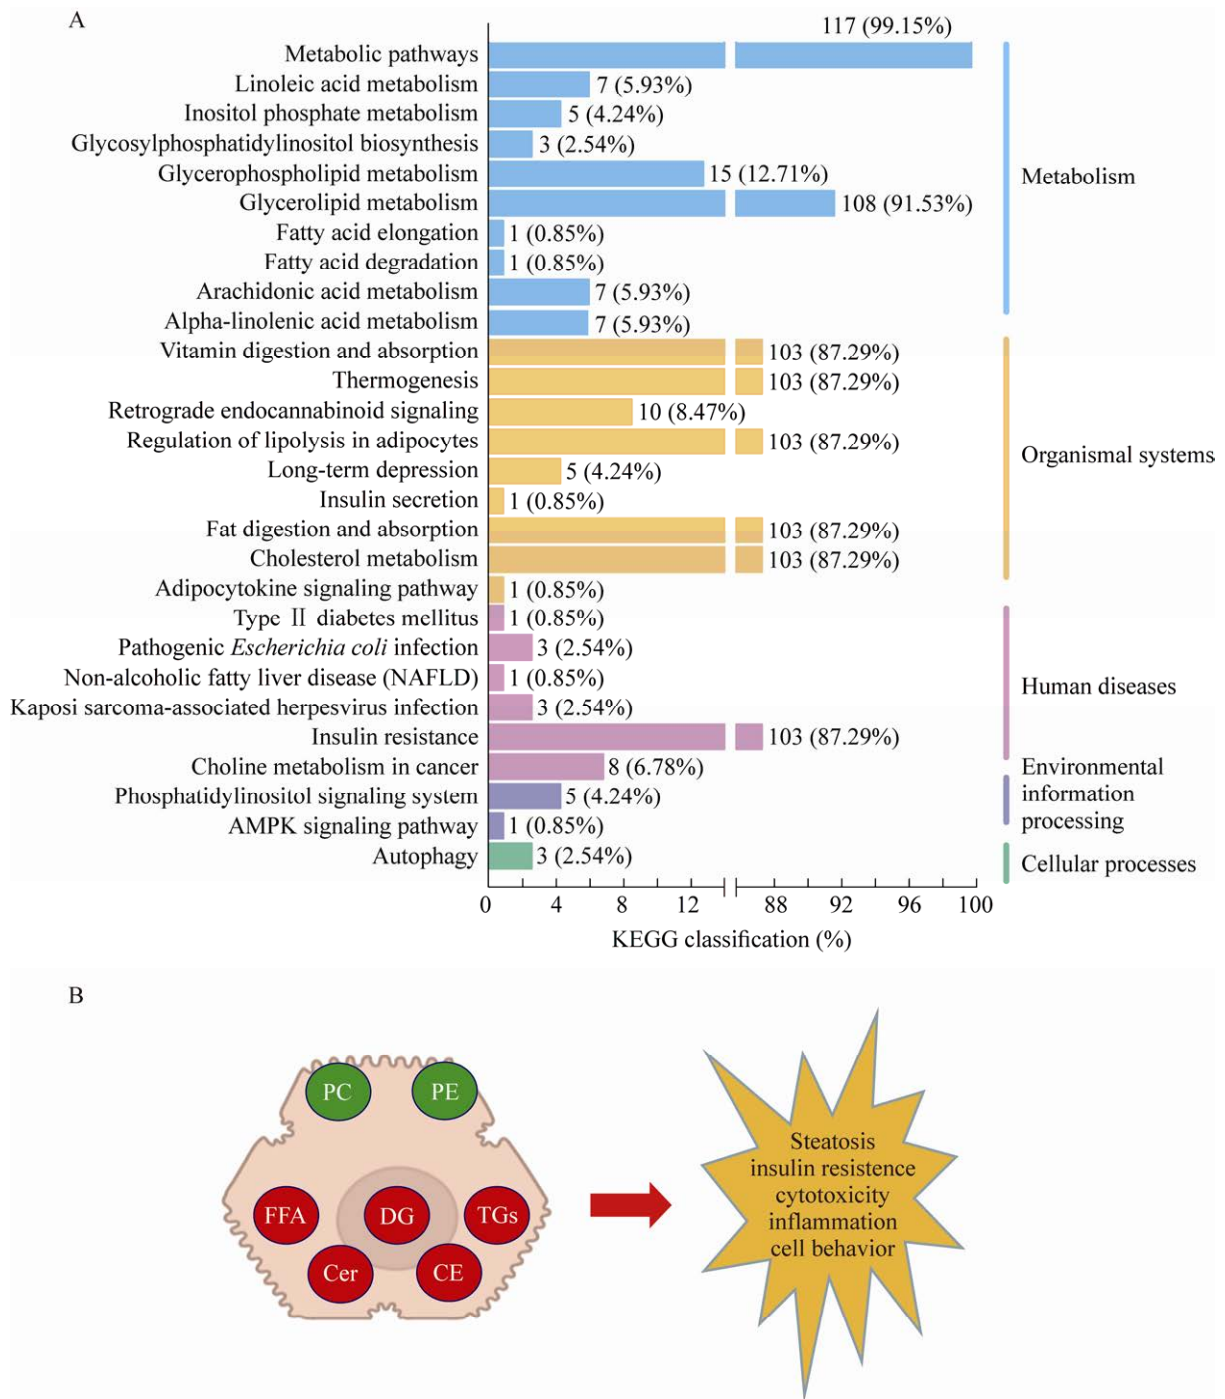 A
117 (99.15%)
Metabolic pathways
Linoleic acid metabolism 7 (5.93%)
Inositol phosphate metabolism 5 (4.24%)
Glycosylphosphatidylinositol biosynthesis 3 (2.54%)
Glycerophospholipid metabolism 15 (12.71%)
Metabolism
Glycerolipid metabolism 108 (91.53%)
Fatty acid elongation 1 (0.85%)
Fatty acid degradation 1 (0.85%)
Arachidonic acid metabolism 7 (5.93%)
Alpha-linolenic acid metabolism 7 (5.93%)
Vitamin digestion and absorption 103 (87.29%)
Thermogenesis 103 (87.29%)
Retrograde endocannabinoid signaling 10 (8.47%)
Regulation of lipolysis in adipocytes 103 (87.29%)
Organismal systems
Long-term depression 5 (4.24%)
Insulin secretion 1 (0.85%)
Fat digestion and absorption 103 (87.29%)
Cholesterol metabolism 103 (87.29%)
Adipocytokine signaling pathway 1 (0.85%)
Type Ⅱ diabetes mellitus 1 (0.85%)
Pathogenic Escherichia coli infection 3 (2.54%)
Non-alcoholic fatty liver disease (NAFLD) 1 (0.85%)
Human diseases
Kaposi sarcoma-associated herpesvirus infection 3 (2.54%)
Insulin resistance 103 (87.29%)
Choline metabolism in cancer 8 (6.78%)
Environmental
information
processing
Phosphatidylinositol signaling system 5 (4.24%)
AMPK signaling pathway 1 (0.85%)
Autophagy 3 (2.54%)
Cellular processes
0 4 8 12 88 92 96 100
KEGG classification (%)
B
PC PE
FFA DG TGs
Cer CE
Steatosis
insulin resistence
cytotoxicity
inflammation
cell behavior